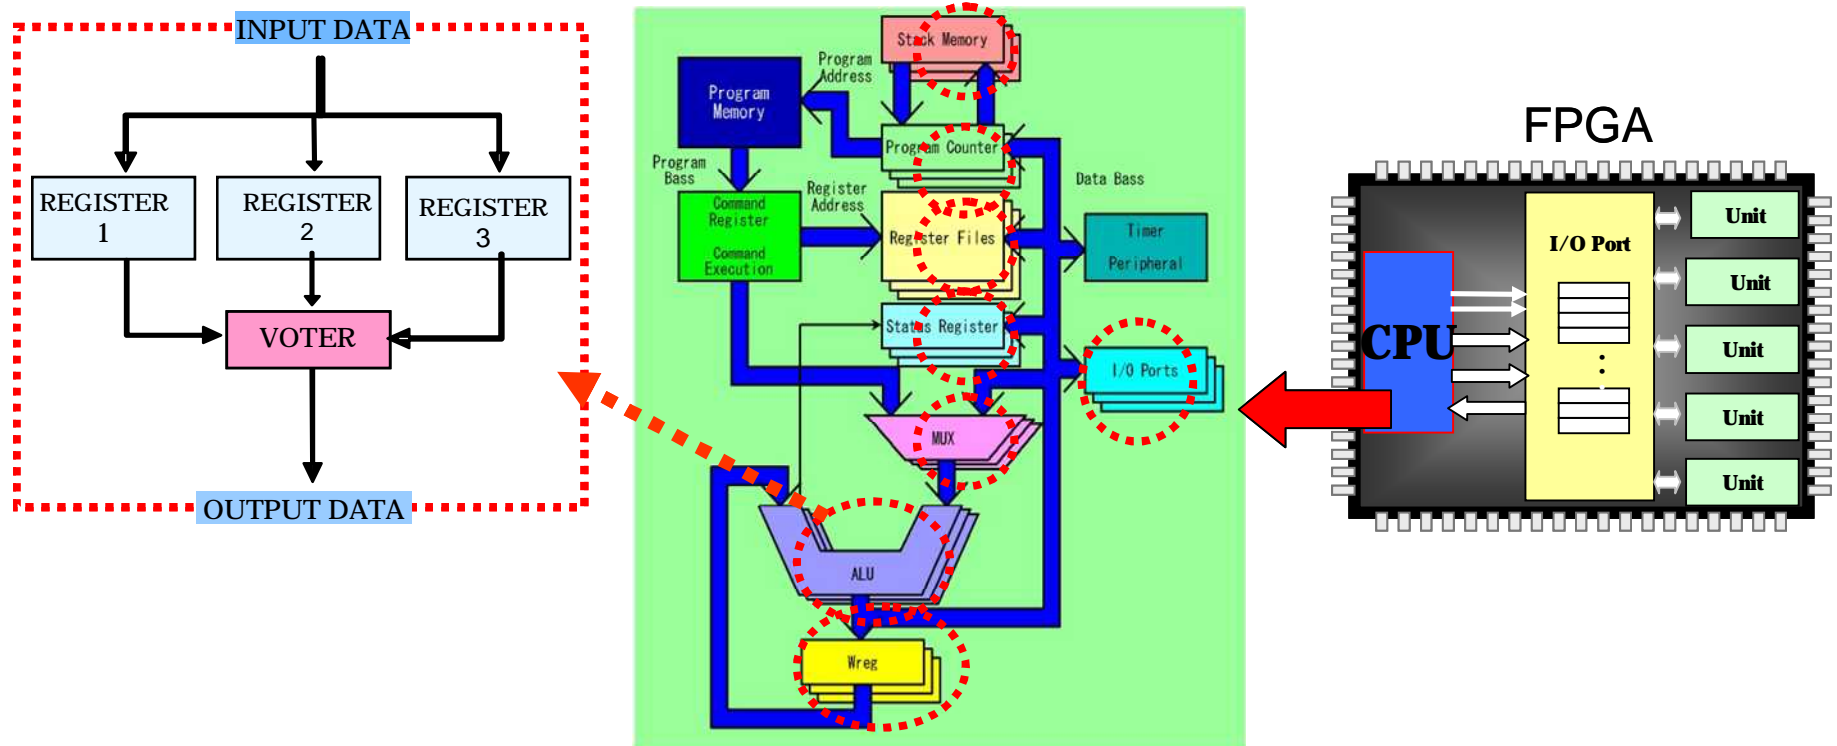 INPUT DATA
REGISTER
1
REGISTER
2
REGISTER
3
VOTER
OUTPUT DATA
Stack Memory
Program
Address
Program
Memory
Program Counter
Program
Bass
Register
Address
Data Bass
Command
Register
Command
Execution
Register Files
Timer
Peripheral
Status Register
I/O Ports
MUX
ALU
Wreg
FPGA
CPU
I/O Port
Unit
Unit
Unit
Unit
Unit